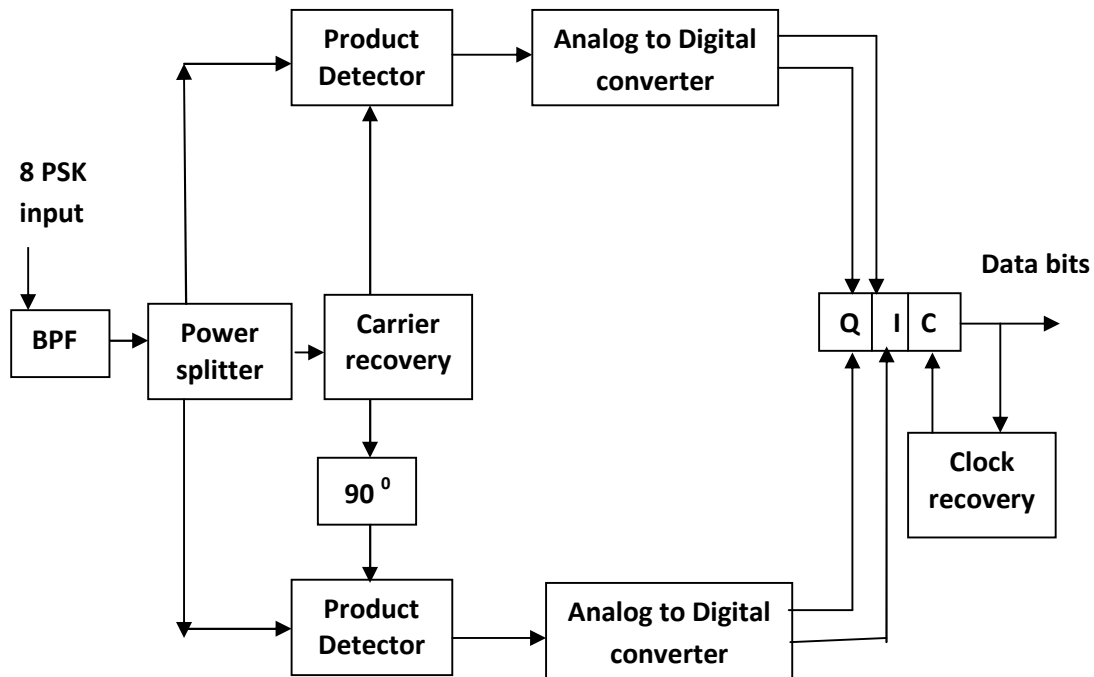 Product
Detector
Analog to Digital
converter
8 PSK
input
Data bits
BPF
Power
splitter
Carrier
recovery
Q I C
90 0
Clock
recovery
Product
Detector
Analog to Digital
converter